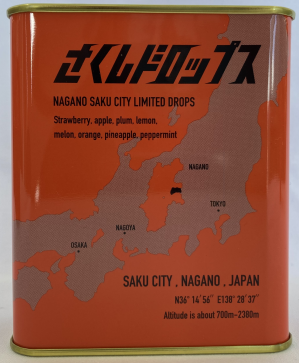 さくしドロップス
NAGANO SAKU CITY LIMITED DROPS
Strawberry, apple, plum, lemon,
melon, orange, pineapple, peppermint
NAGANO
TOKYO
NAGOYA
OSAKA
SAKU CITY , NAGANO , JAPAN
N36° 14′ 56″ E138° 28′ 37″
Altitude is about 700m~2380m